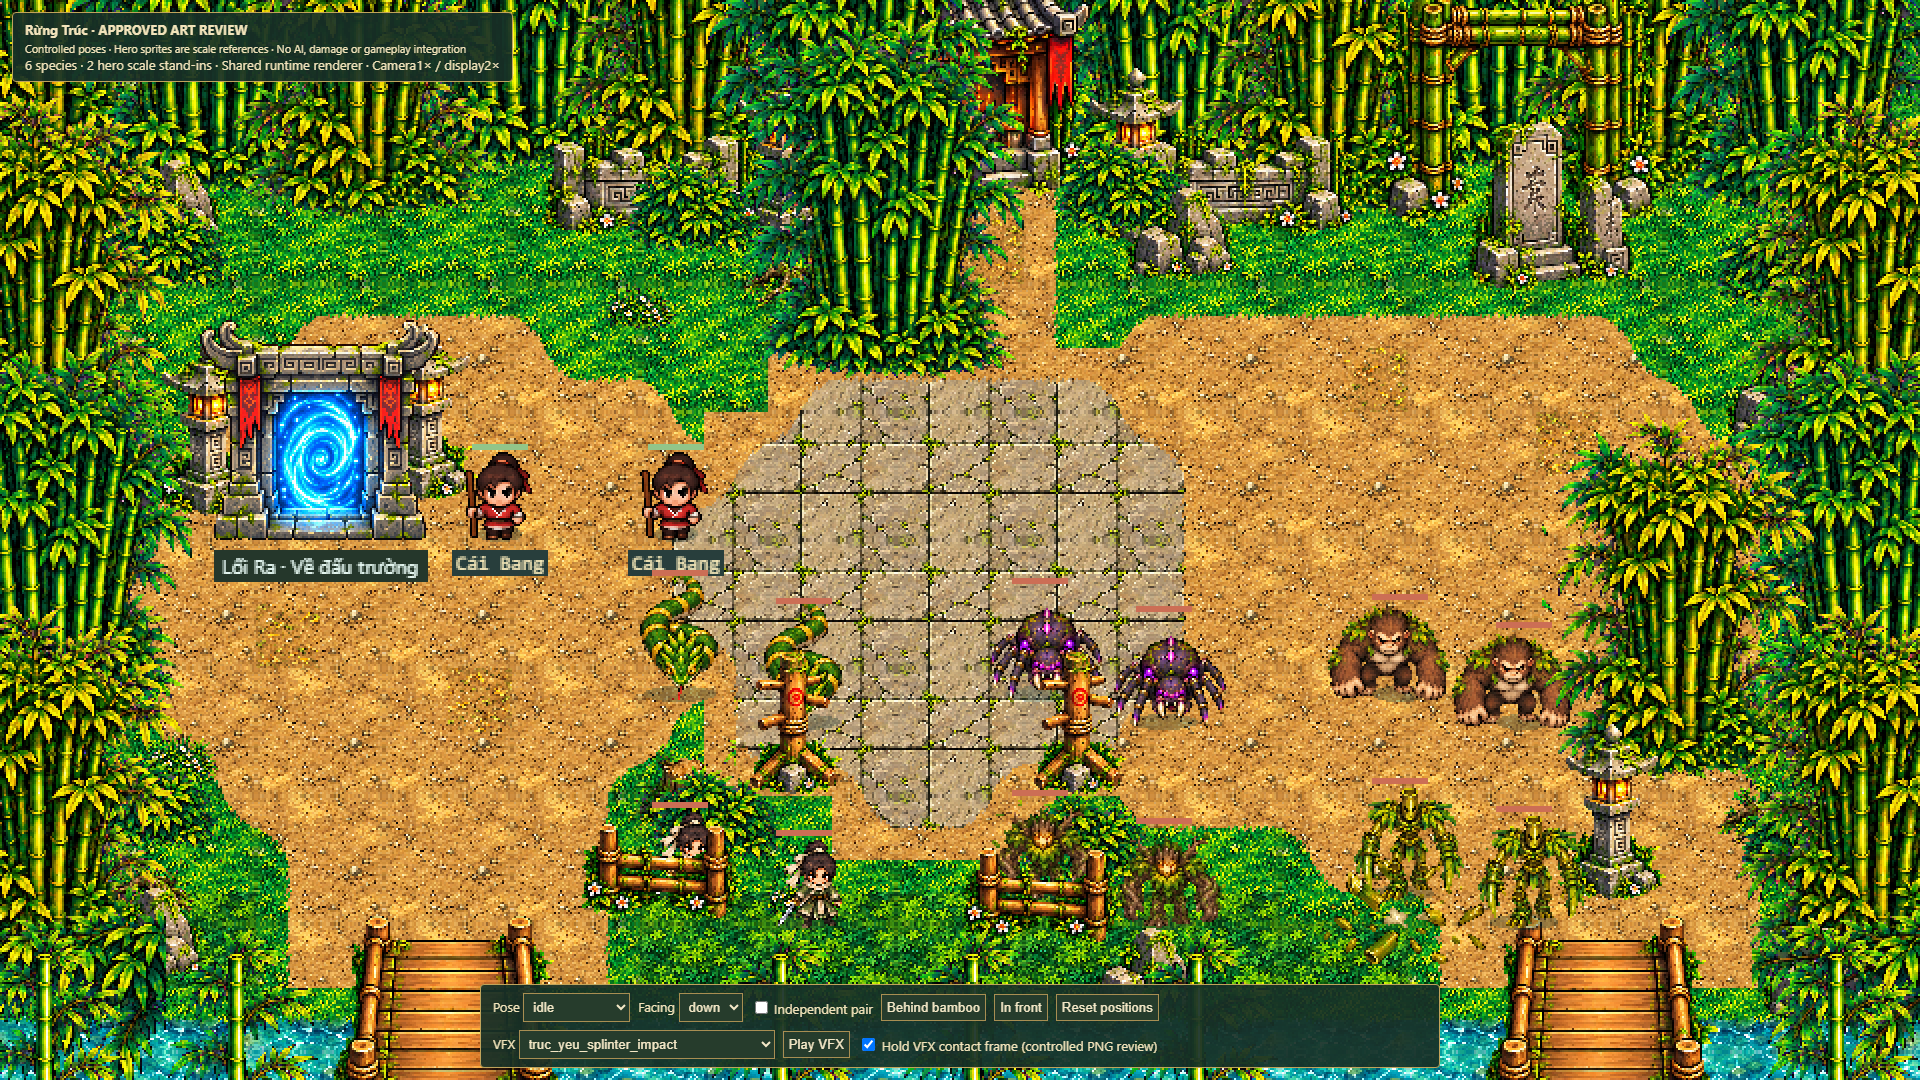 Rừng Trúc · APPROVED ART REVIEW
Controlled poses · Hero sprites are scale references · No AI, damage or gameplay integration
6 species · 2 hero scale stand-ins · Shared runtime renderer · Camera1× / display2×
Lối Ra - Về đấu trường
Cái Bang
Cái Bang
Pose idle Facing down Independent pair Behind bamboo In front Reset positions
VFX truc_yeu_splinter_impact Play VFX Hold VFX contact frame (controlled PNG review)